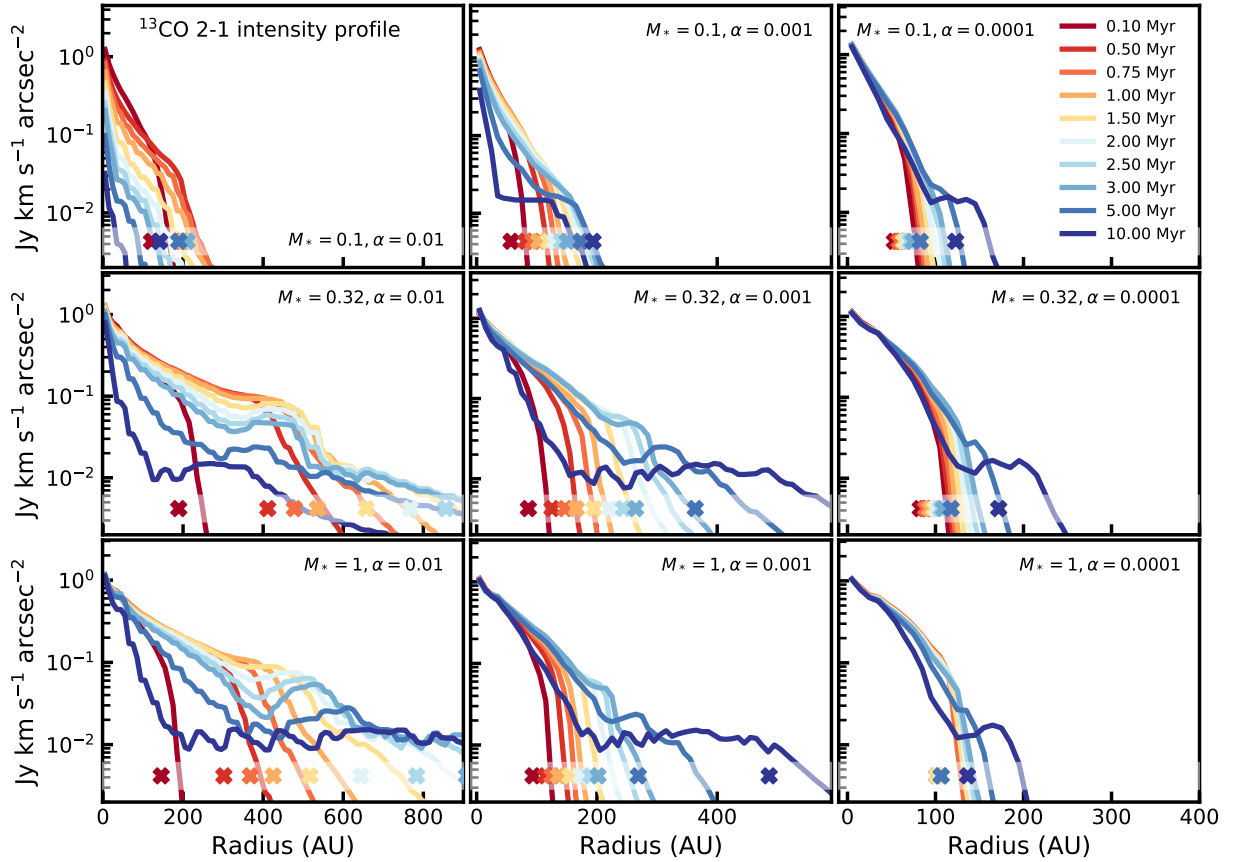 ¹³CO 2-1 intensity profile
M* = 0.1, α = 0.01
M* = 0.1, α = 0.001
M* = 0.1, α = 0.0001
0.10 Myr
0.50 Myr
0.75 Myr
1.00 Myr
1.50 Myr
2.00 Myr
2.50 Myr
3.00 Myr
5.00 Myr
10.00 Myr
Jy km s⁻¹ arcsec⁻²
10⁰
10⁻¹
10⁻²
M* = 0.32, α = 0.01
M* = 0.32, α = 0.001
M* = 0.32, α = 0.0001
Jy km s⁻¹ arcsec⁻²
10⁰
10⁻¹
10⁻²
M* = 1, α = 0.01
M* = 1, α = 0.001
M* = 1, α = 0.0001
Jy km s⁻¹ arcsec⁻²
10⁰
10⁻¹
10⁻²
0 200 400 600 800
0 200 400
0 100 200 300 400
Radius (AU)
Radius (AU)
Radius (AU)